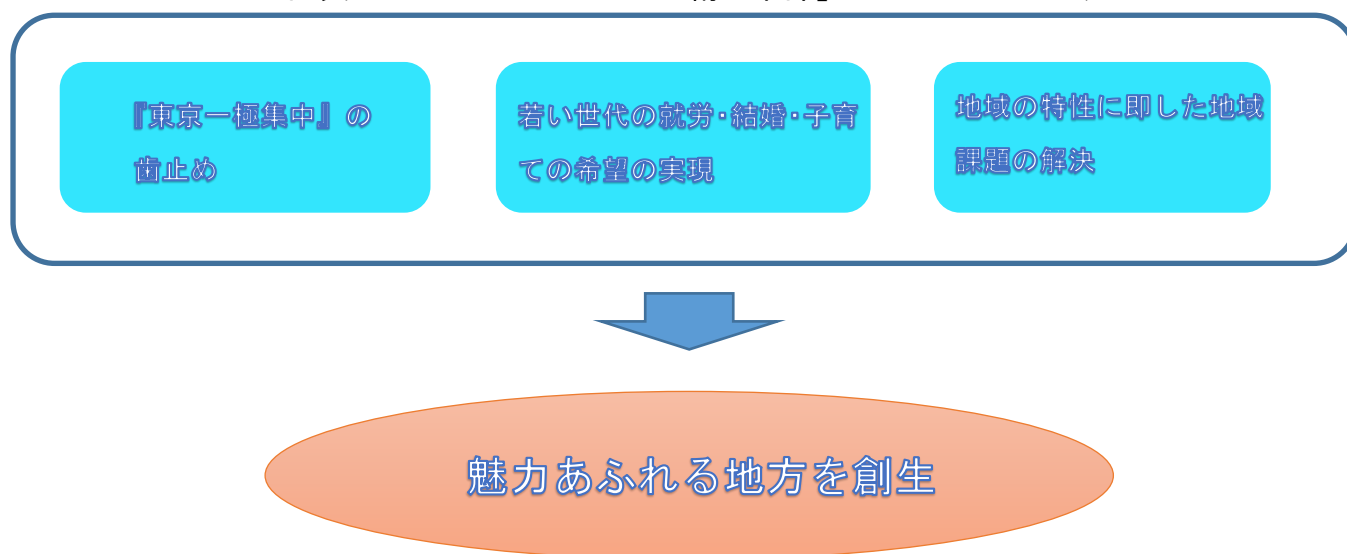 『東京一極集中』の
歯止め
若い世代の就労・結婚・子育
ての希望の実現
地域の特性に即した地域
課題の解決
魅力あふれる地方を創生